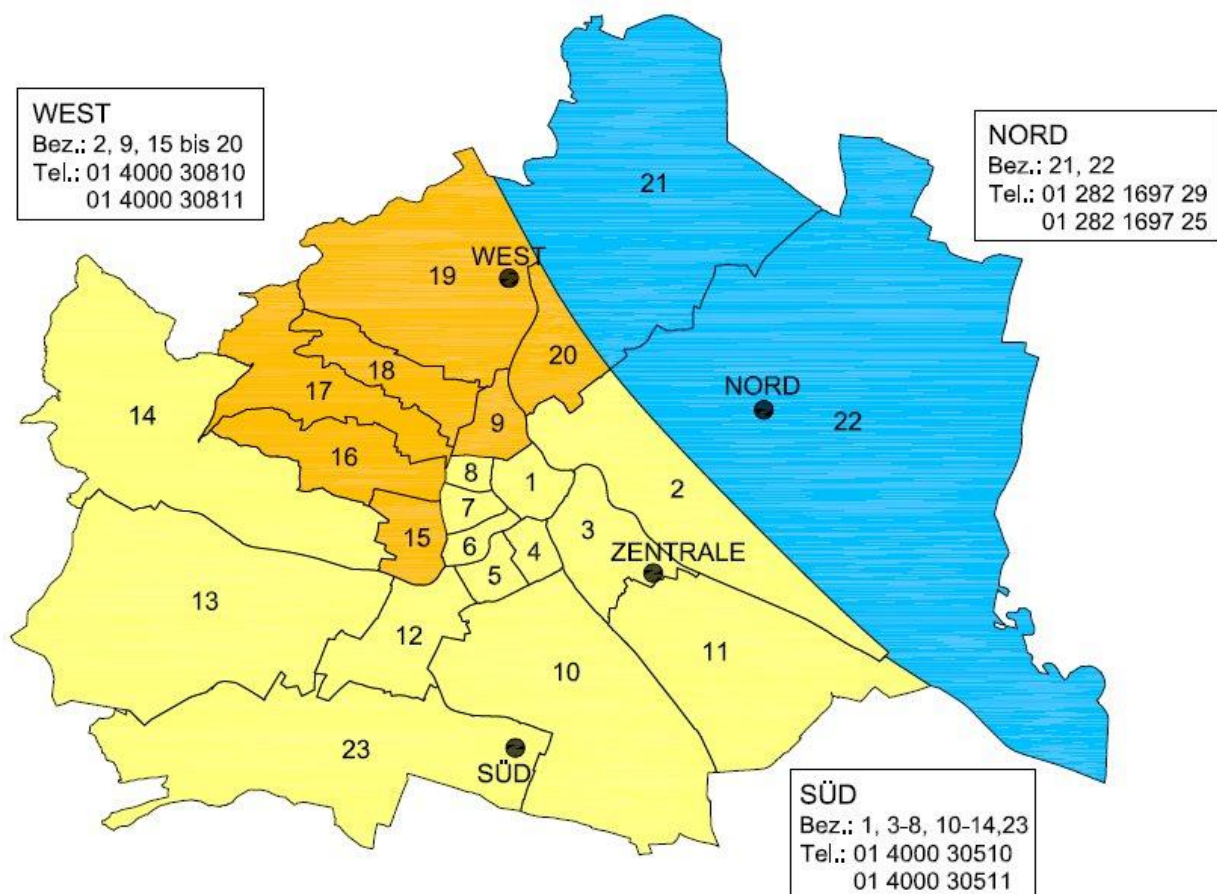 WEST
Bez.: 2, 9, 15 bis 20
Tel.: 01 4000 30810
01 4000 30811
NORD
Bez.: 21, 22
Tel.: 01 282 1697 29
01 282 1697 25
21
19
WEST
20
18
17
NORD
14
22
9
16
8
1
2
7
3
15
6
4
ZENTRALE
5
13
12
11
10
23
SÜD
SÜD
Bez.: 1, 3-8, 10-14,23
Tel.: 01 4000 30510
01 4000 30511